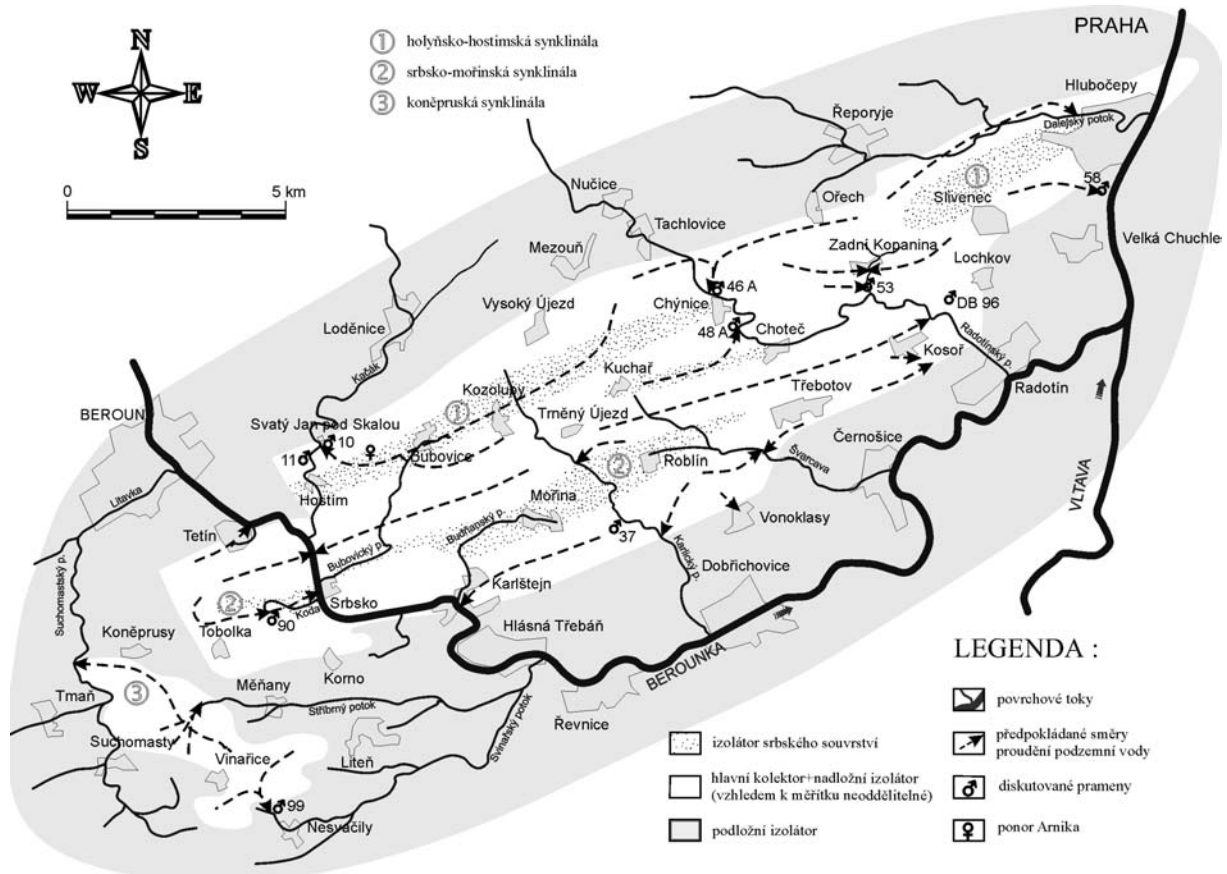 N
W E
S
0 5 km
1 holyňsko-hostimská synklinála
2 srbsko-mořinská synklinála
3 koněpruská synklinála
PRAHA
Hlubočepy
Dalejský potok
Řeporyje
1
58
Slivenec
Ořech
Nučice
Tachlovice
Mezouň
Velká Chuchle
Zadní Kopanina
Lochkov
46 A
53
DB 96
Chýnice
Vysoký Újezd
Loděnice
48 A
Choteč
Radotínský p.
Kosoř
Kačák
Kuchař
Radotín
Kozolupy
Třebotov
BEROUN
1
Trněný Újezd
Svatý Jan pod Skalou
10
Bubovice
Černošice
11
2
Roblín
Švarcava
VLTAVA
Hostim
Mořina
Litavka
Vonoklasy
Tetín
Budňanský p.
37
Bubovický p.
Karlický p.
Dobřichovice
Karlštejn
Suchomastský p.
2
Koda
Srbsko
90
Koněprusy
Tobolka
Hlásná Třebáň
BEROUNKA
Korno
3
Měňany
Tmaň
Stříbrný potok
Řevnice
Svinařský potok
Suchomasty
Vinařice
Liteň
99
Nesvačily
LEGENDA :
povrchové toky
izolátor srbského souvrství
předpokládané směry
proudění podzemní vody
hlavní kolektor+nadložní izolátor
(vzhledem k měřítku neoddělitelné)
diskutované prameny
podložní izolátor
ponor Arnika